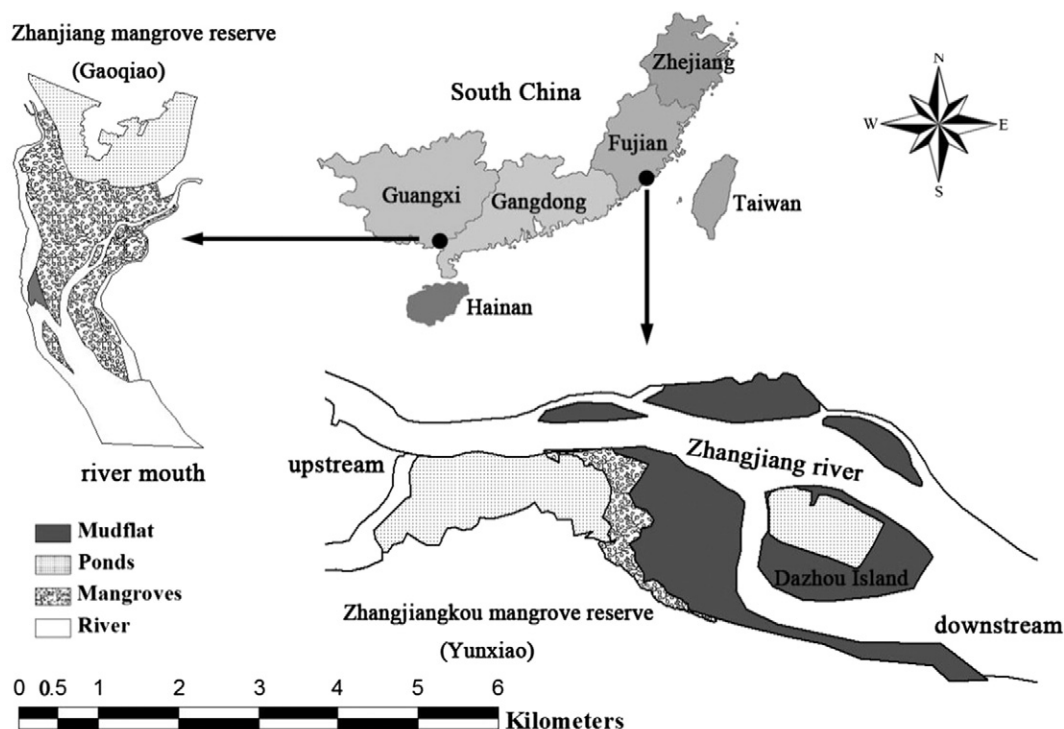 Zhanjiang mangrove reserve
(Gaoqiao)
South China
Zhejiang
Fujian
Guangxi
Gangdong
Taiwan
Hainan
N
W
E
S
river mouth
upstream
Zhangjiang river
Dazhou Island
downstream
Zhangjiangkou mangrove reserve
(Yunxiao)
Mudflat
Ponds
Mangroves
River
0 0.5 1 2 3 4 5 6
Kilometers